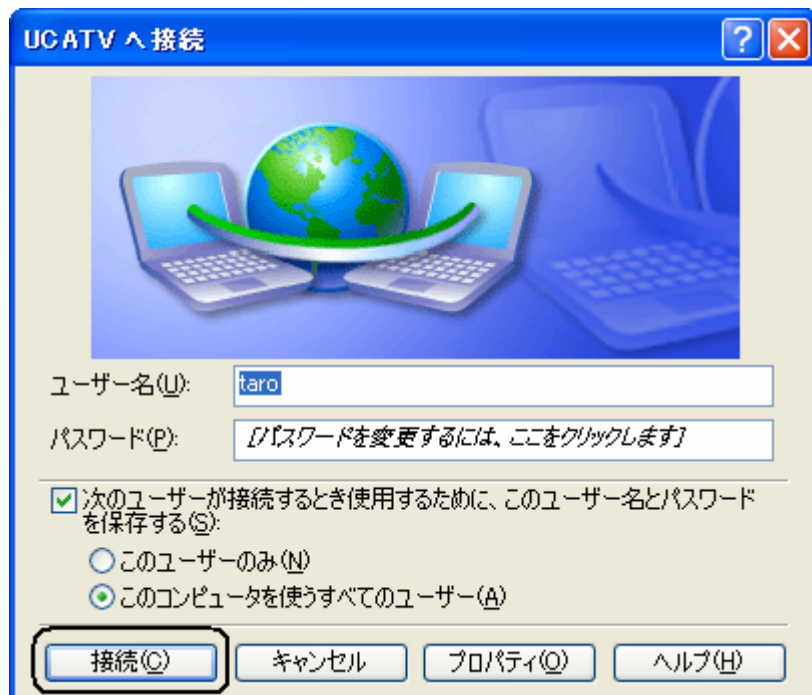 UCATV へ接続
ユーザー名(U): taro
パスワード(P): [パスワードを変更するには、ここをクリックします]
次のユーザーが接続するとき使用するために、このユーザー名とパスワード
を保存する(S):
このユーザーのみ(N)
このコンピュータを使うすべてのユーザー(A)
接続(C) キャンセル プロパティ(O) ヘルプ(H)